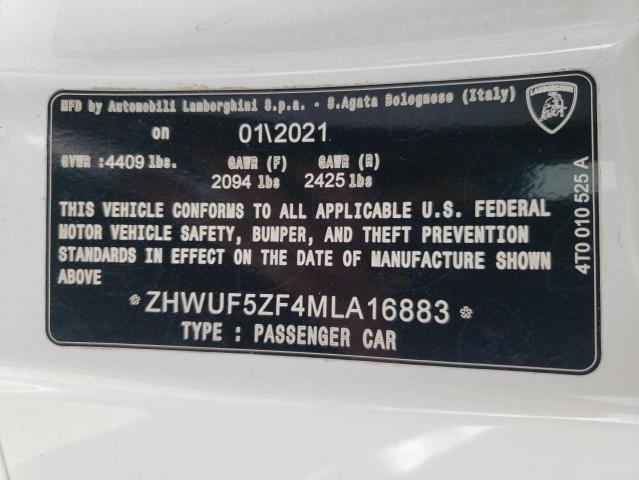 MFD by Automobili Lamborghini S.p.a. - S.Agata Bolognese (Italy)
LAMBORGHINI
on 01\2021
GVWR :4409 lbs. GAWR (F) GAWR (R)
2094 lbs 2425 lbs
THIS VEHICLE CONFORMS TO ALL APPLICABLE U.S. FEDERAL
MOTOR VEHICLE SAFETY, BUMPER, AND THEFT PREVENTION
STANDARDS IN EFFECT ON THE DATE OF MANUFACTURE SHOWN
ABOVE
*ZHWUF5ZF4MLA16883*
TYPE : PASSENGER CAR
4T0 010 525 A